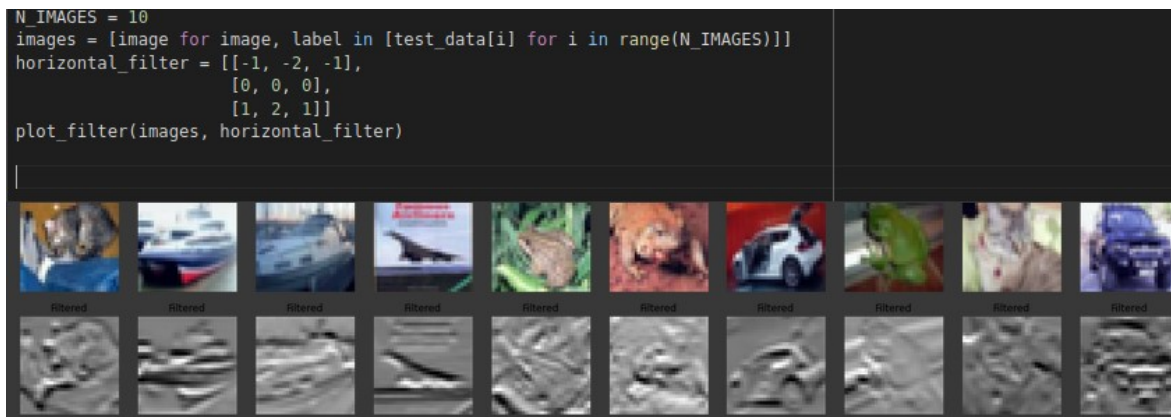 N_IMAGES = 10
images = [image for image, label in [test_data[i] for i in range(N_IMAGES)]]
horizontal_filter = [[-1, -2, -1],
[0, 0, 0],
[1, 2, 1]]
plot_filter(images, horizontal_filter)
Filtered Filtered Filtered Filtered Filtered Filtered Filtered Filtered Filtered Filtered